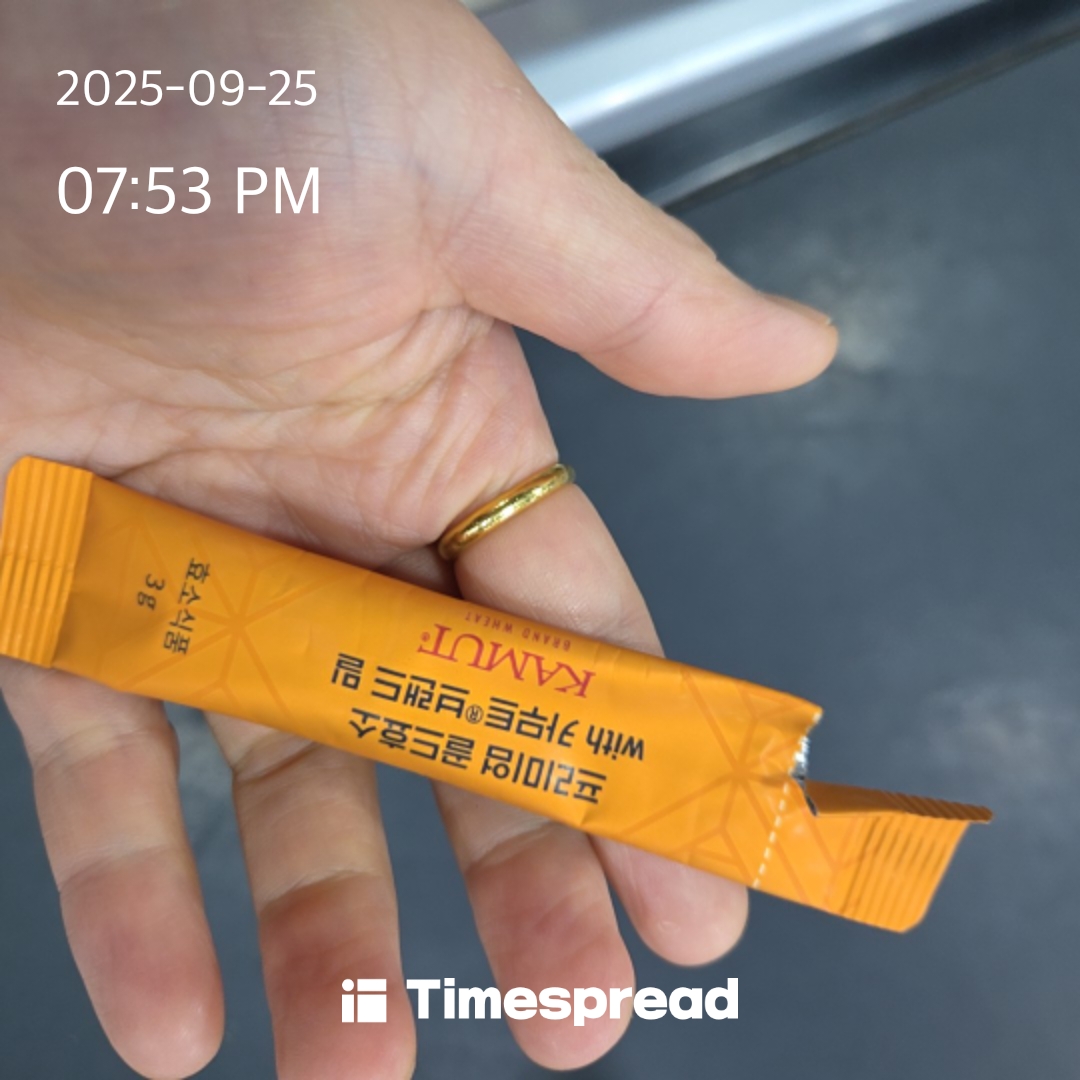 2025-09-25
07:53 PM
프리미엄 골드효소
with 카무트®브랜드 밀
KAMUT®
BRAND WHEAT
효소식품
3g
Timespread